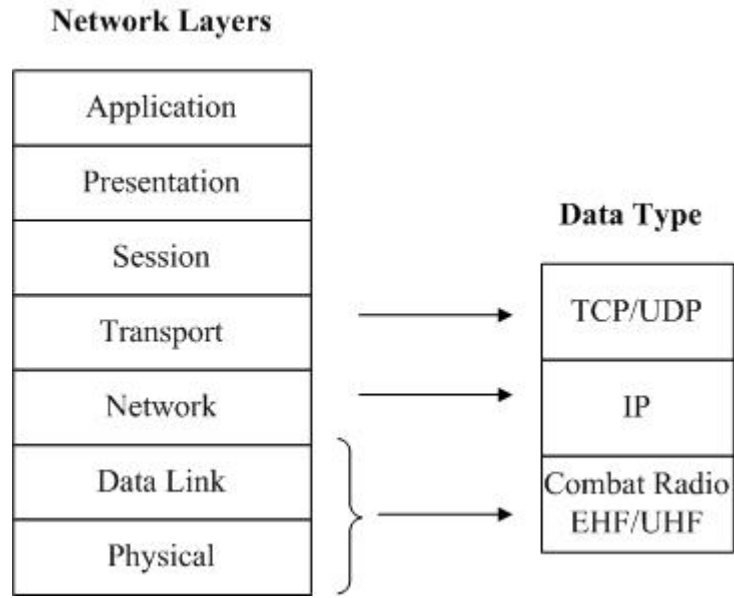 Network Layers
Application
Presentation
Session
Transport
Network
Data Link
Physical
Data Type
TCP/UDP
IP
Combat Radio
EHF/UHF